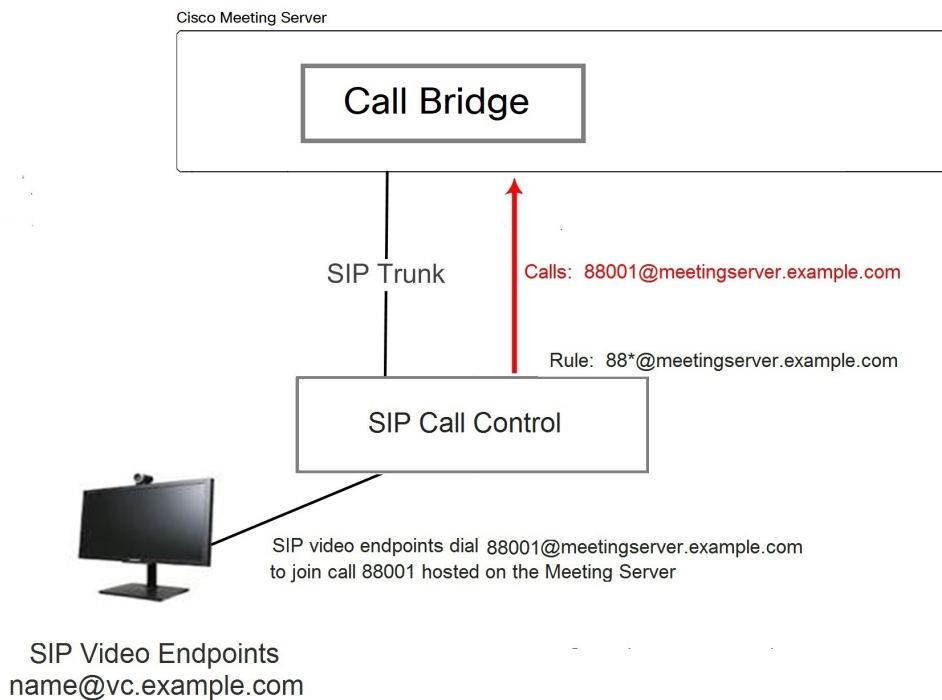 Cisco Meeting Server
Call Bridge
SIP Trunk
Calls: 88001@meetingserver.example.com
Rule: 88*@meetingserver.example.com
SIP Call Control
SIP video endpoints dial 88001@meetingserver.example.com
to join call 88001 hosted on the Meeting Server
SIP Video Endpoints
name@vc.example.com